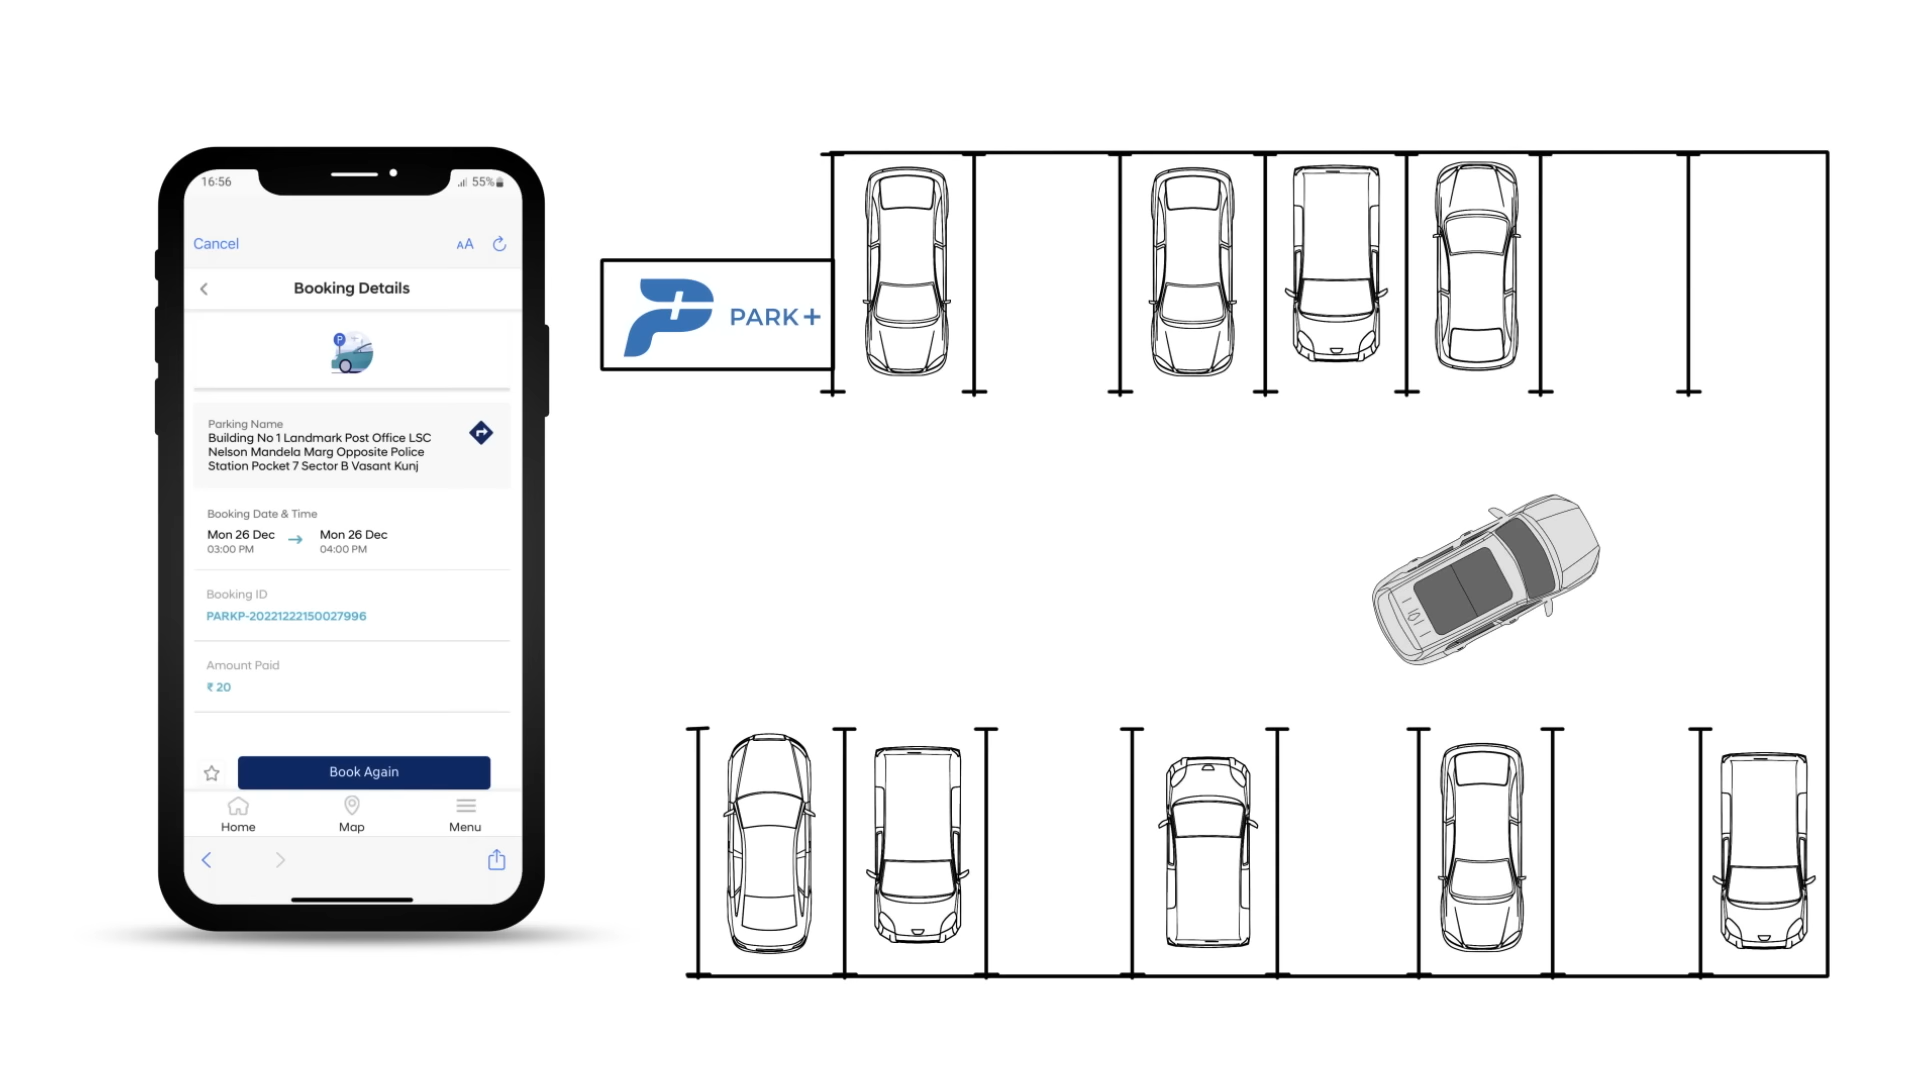 16:56
55%
Cancel
AA
Booking Details
P
Parking Name
Building No 1 Landmark Post Office LSC
Nelson Mandela Marg Opposite Police
Station Pocket 7 Sector B Vasant Kunj
Booking Date & Time
Mon 26 Dec
Mon 26 Dec
03:00 PM
04:00 PM
Booking ID
PARKP-20221222150027996
Amount Paid
₹ 20
Book Again
Home
Map
Menu
PARK+